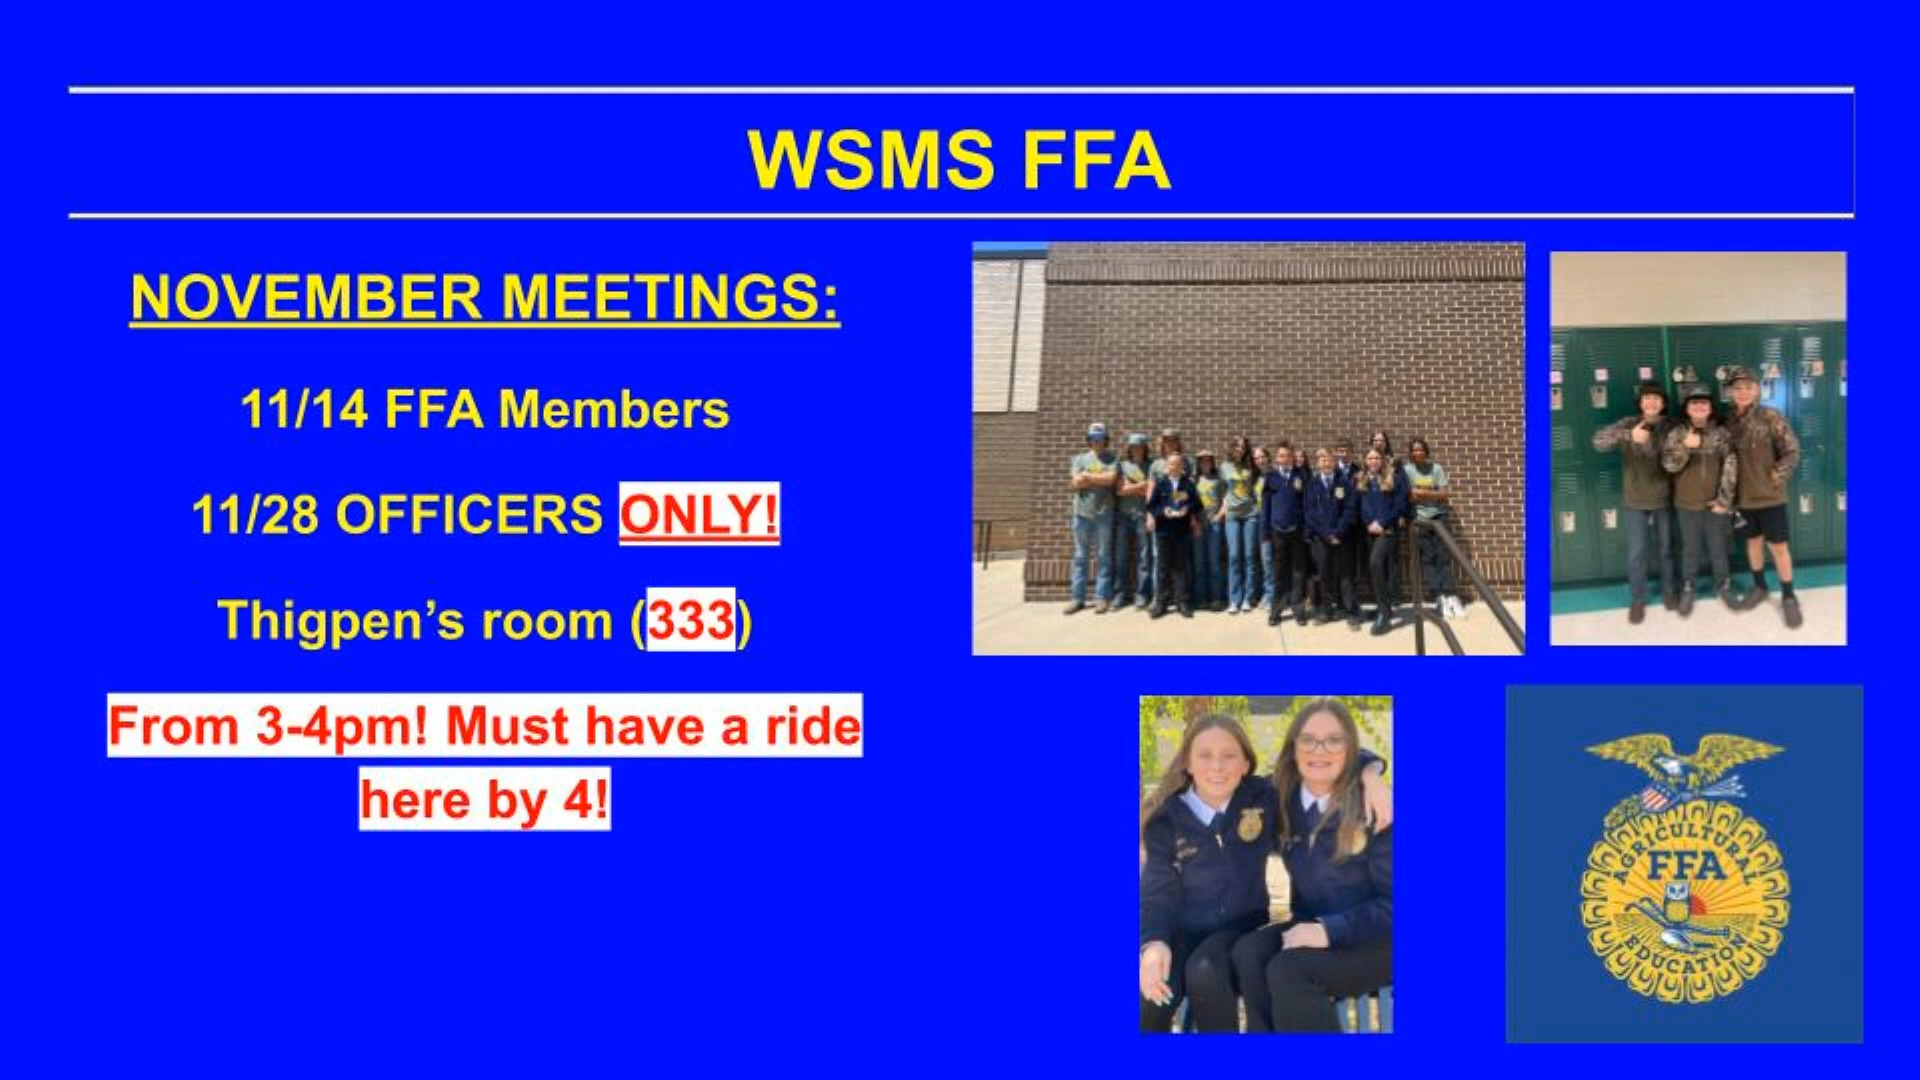 WSMS FFA
NOVEMBER MEETINGS:
11/14 FFA Members
11/28 OFFICERS ONLY!
Thigpen’s room (333)
From 3-4pm! Must have a ride
here by 4!
AGRICULTURAL
FFA
EDUCATION